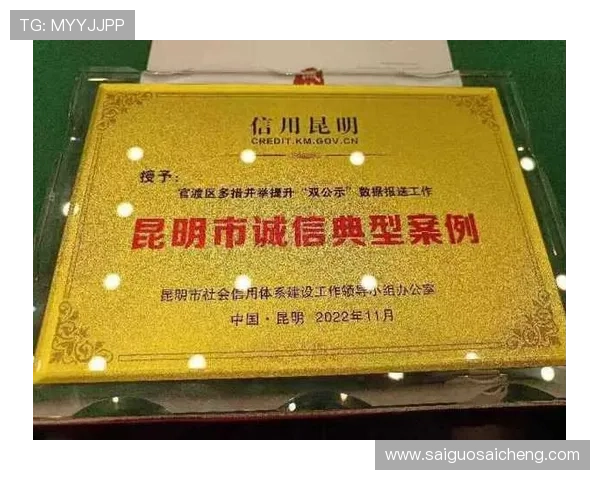 TG: MYYJJPP
信用昆明
CREDIT.KM.GOV.CN
授予：
官渡区多措并举提升“双公示”数据报送工作
昆明市诚信典型案例
昆明市社会信用体系建设工作领导小组办公室
中国·昆明 2022年11月
www.saiguosaicheng.com